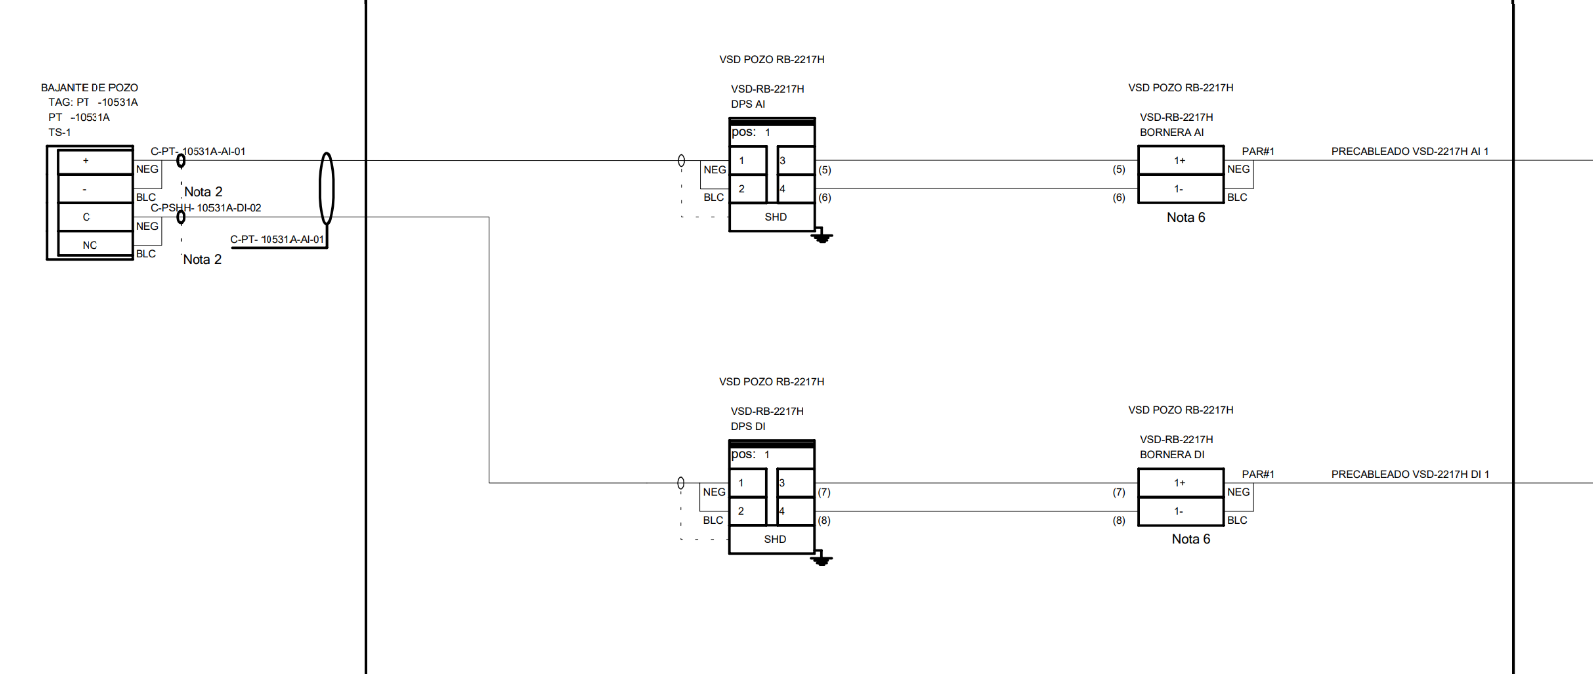 BAJANTE DE POZO
TAG: PT -10531A
PT -10531A
TS-1
+
-
C
NC
NEG
BLC
NEG
BLC
C-PT- 10531A-AI-01
Nota 2
C-PSHH- 10531A-DI-02
C-PT- 10531A-AI-01
Nota 2
VSD POZO RB-2217H
VSD-RB-2217H
DPS AI
pos: 1
1 3
2 4
SHD
NEG
BLC
(5)
(6)
VSD POZO RB-2217H
VSD-RB-2217H
BORNERA AI
(5)
(6)
1+
1-
Nota 6
PAR#1
NEG
BLC
PRECABLEADO VSD-2217H AI 1
VSD POZO RB-2217H
VSD-RB-2217H
DPS DI
pos: 1
1 3
2 4
SHD
NEG
BLC
(7)
(8)
VSD POZO RB-2217H
VSD-RB-2217H
BORNERA DI
(7)
(8)
1+
1-
Nota 6
PAR#1
NEG
BLC
PRECABLEADO VSD-2217H DI 1